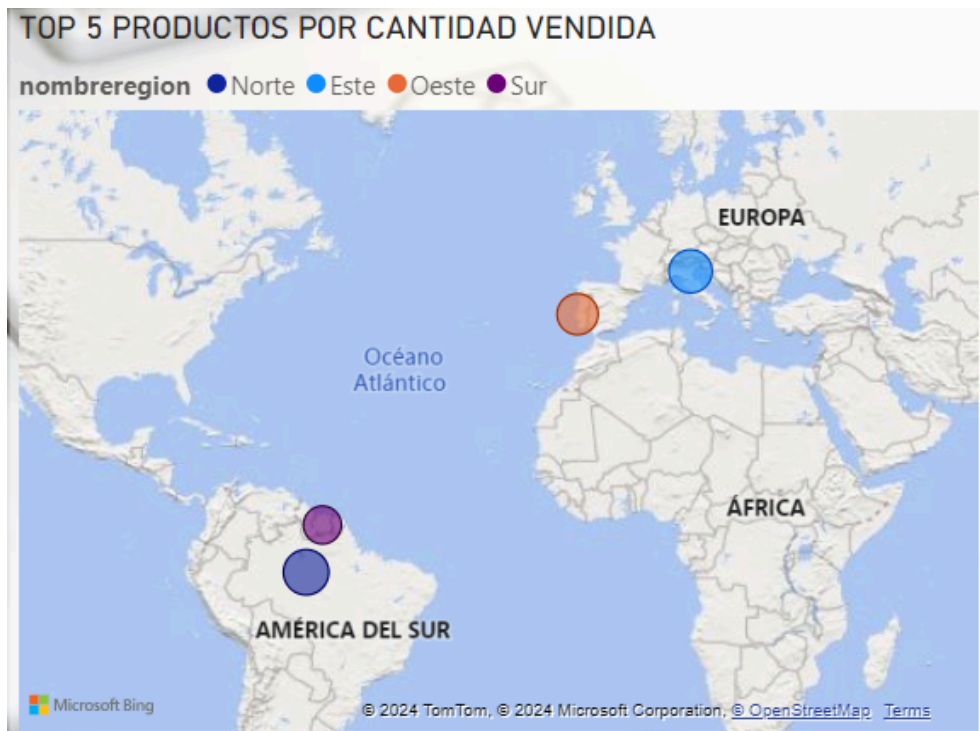 TOP 5 PRODUCTOS POR CANTIDAD VENDIDA
nombreregion Norte Este Oeste Sur
EUROPA
Océano
Atlántico
ÁFRICA
AMÉRICA DEL SUR
Microsoft Bing
© 2024 TomTom, © 2024 Microsoft Corporation, © OpenStreetMap Terms